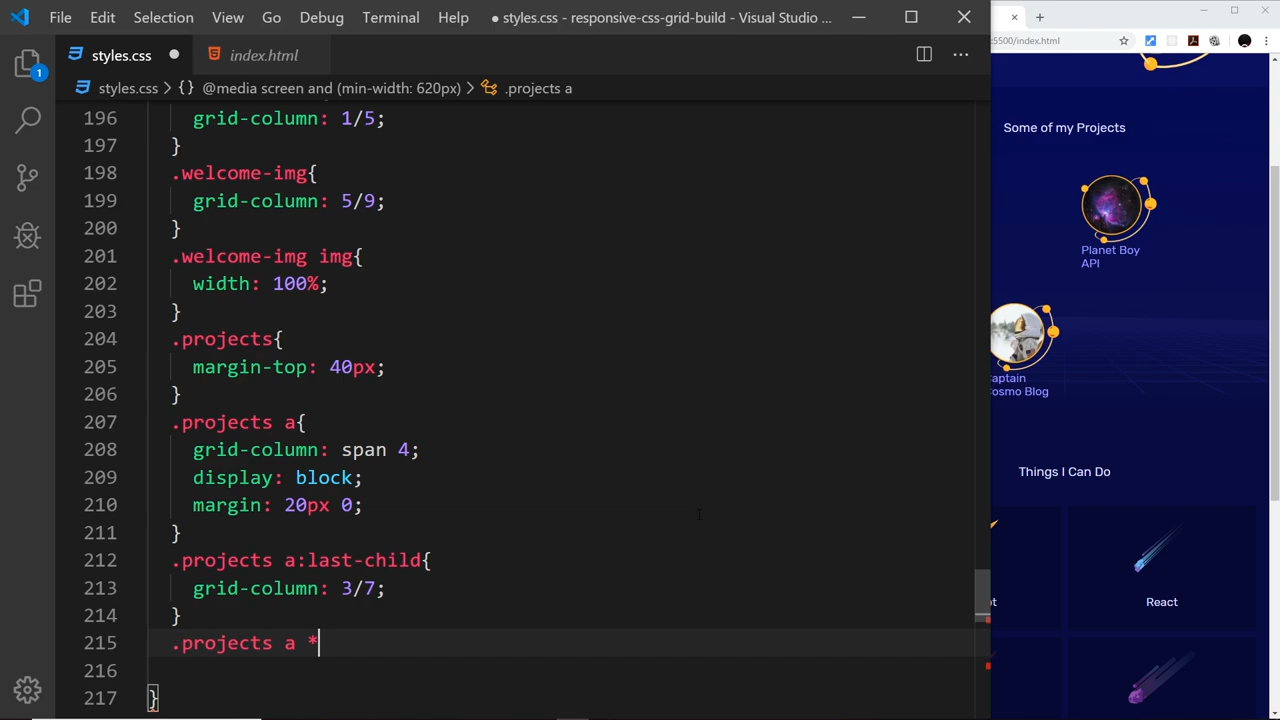 File Edit Selection View Go Debug Terminal Help ● styles.css - responsive-css-grid-build - Visual Studio ...
styles.css ● index.html
styles.css > {} @media screen and (min-width: 620px) > .projects a
:5500/index.html
1
196 grid-column: 1/5;
197 }
198 .welcome-img{
199 grid-column: 5/9;
200 }
201 .welcome-img img{
202 width: 100%;
203 }
204 .projects{
205 margin-top: 40px;
206 }
207 .projects a{
208 grid-column: span 4;
209 display: block;
210 margin: 20px 0;
211 }
212 .projects a:last-child{
213 grid-column: 3/7;
214 }
215 .projects a *
216
217 }
Some of my Projects
Planet Boy
API
Captain
Cosmo Blog
Things I Can Do
React